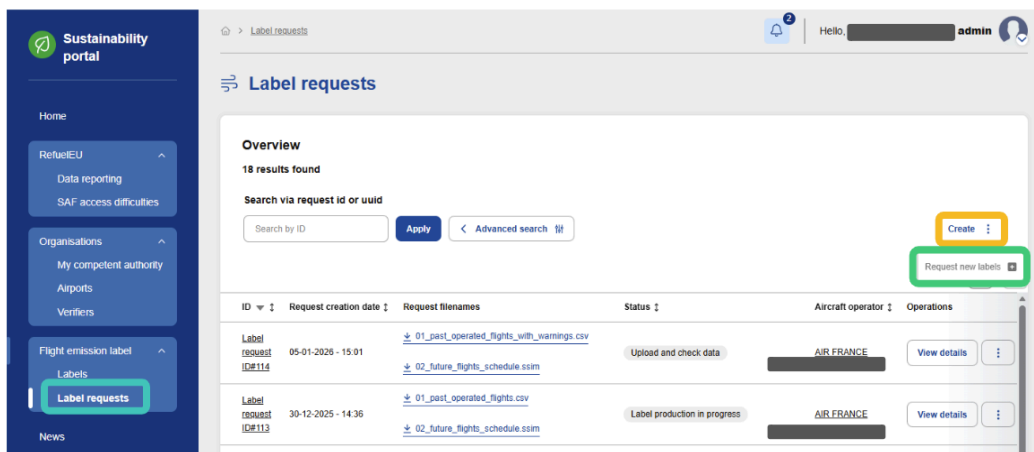 Sustainability
portal
Home
RefuelEU
Data reporting
SAF access difficulties
Organisations
My competent authority
Airports
Verifiers
Flight emission label
Labels
Label requests
News
> Label requests
2
Hello, admin
Label requests
Overview
18 results found
Search via request id or uuid
Search by ID Apply Advanced search Create
Request new labels
ID Request creation date Request filenames Status Aircraft operator Operations
Label
request
ID#114
05-01-2026 - 15:01
01_past_operated_flights_with_warnings.csv
02_future_flights_schedule.ssim
Upload and check data
AIR FRANCE
View details
Label
request
ID#113
30-12-2025 - 14:36
01_past_operated_flights.csv
02_future_flights_schedule.ssim
Label production in progress
AIR FRANCE
View details